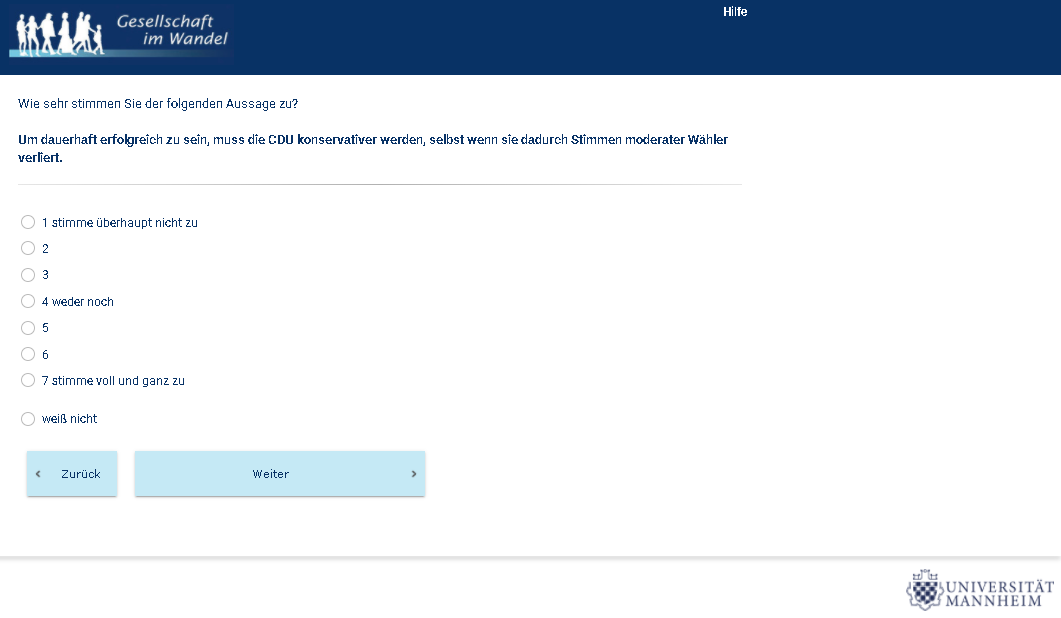 Gesellschaft
im Wandel
Hilfe
Wie sehr stimmen Sie der folgenden Aussage zu?
Um dauerhaft erfolgreich zu sein, muss die CDU konservativer werden, selbst wenn sie dadurch Stimmen moderater Wähler
verliert.
1 stimme überhaupt nicht zu
2
3
4 weder noch
5
6
7 stimme voll und ganz zu
weiß nicht
Zurück
Weiter
UNIVERSITÄT
MANNHEIM